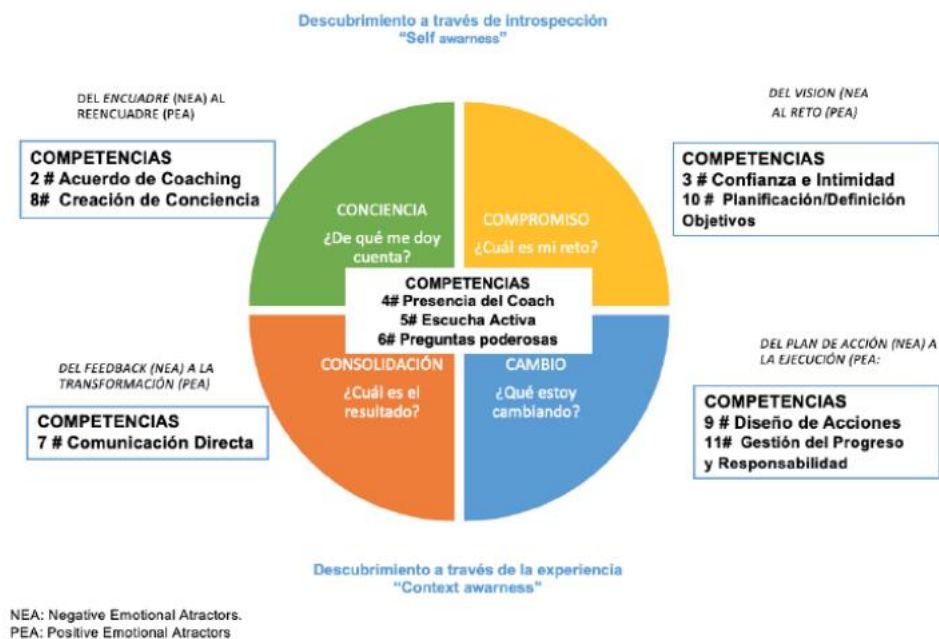 Descubrimiento a través de introspección
"Self awarness"
DEL ENCUADRE (NEA) AL
REENCUADRE (PEA)
COMPETENCIAS
2 # Acuerdo de Coaching
8# Creación de Conciencia
DEL VISION (NEA
AL RETO (PEA)
COMPETENCIAS
3 # Confianza e Intimidad
10 # Planificación/Definición
Objetivos
CONCIENCIA
¿De qué me doy
cuenta?
COMPROMISO
¿Cuál es mi reto?
COMPETENCIAS
4# Presencia del Coach
5# Escucha Activa
6# Preguntas poderosas
DEL FEEDBACK (NEA) A LA
TRANSFORMACIÓN (PEA)
COMPETENCIAS
7 # Comunicación Directa
CONSOLIDACIÓN
¿Cuál es el
resultado?
CAMBIO
¿Qué estoy
cambiando?
DEL PLAN DE ACCIÓN (NEA) A
LA EJECUCIÓN (PEA:
COMPETENCIAS
9 # Diseño de Acciones
11# Gestión del Progreso
y Responsabilidad
Descubrimiento a través de la experiencia
"Context awarness"
NEA: Negative Emotional Atractors.
PEA: Positive Emotional Atractors